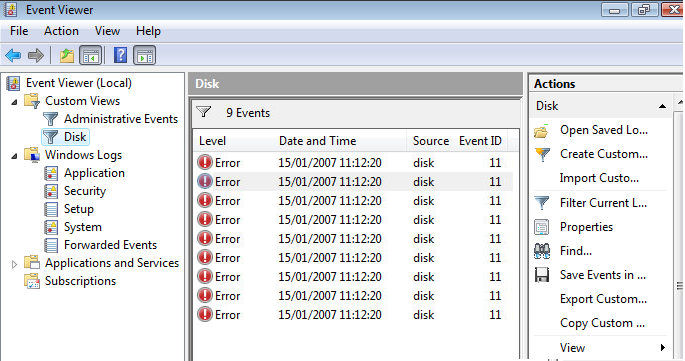 Event Viewer
File Action View Help
Event Viewer (Local)
Custom Views
Administrative Events
Disk
Windows Logs
Application
Security
Setup
System
Forwarded Events
Applications and Services
Subscriptions
Disk
9 Events
Level Date and Time Source Event ID
Error 15/01/2007 11:12:20 disk 11
Error 15/01/2007 11:12:20 disk 11
Error 15/01/2007 11:12:20 disk 11
Error 15/01/2007 11:12:20 disk 11
Error 15/01/2007 11:12:20 disk 11
Error 15/01/2007 11:12:20 disk 11
Error 15/01/2007 11:12:20 disk 11
Error 15/01/2007 11:12:20 disk 11
Error 15/01/2007 11:12:20 disk 11
Actions
Disk
Open Saved Lo...
Create Custom...
Import Custo...
Filter Current L...
Properties
Find...
Save Events in ...
Export Custom...
Copy Custom ...
View